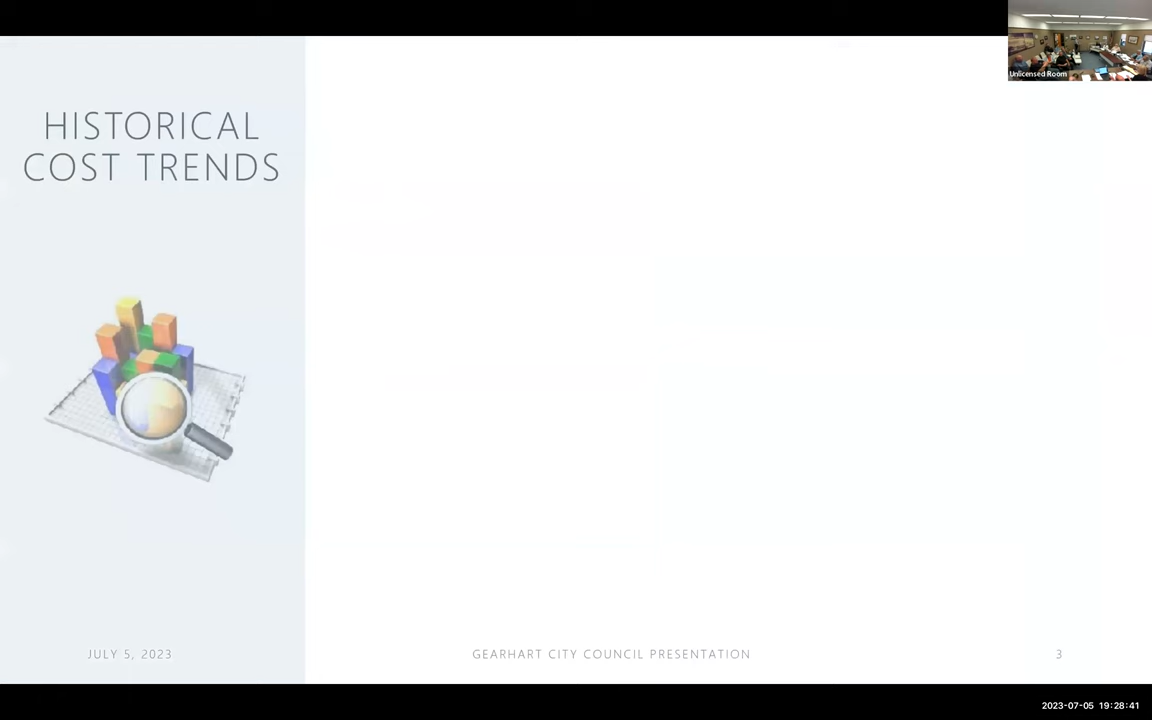 Unlicensed Room
HISTORICAL
COST TRENDS
JULY 5, 2023
GEARHART CITY COUNCIL PRESENTATION
3
2023-07-05 19:28:41